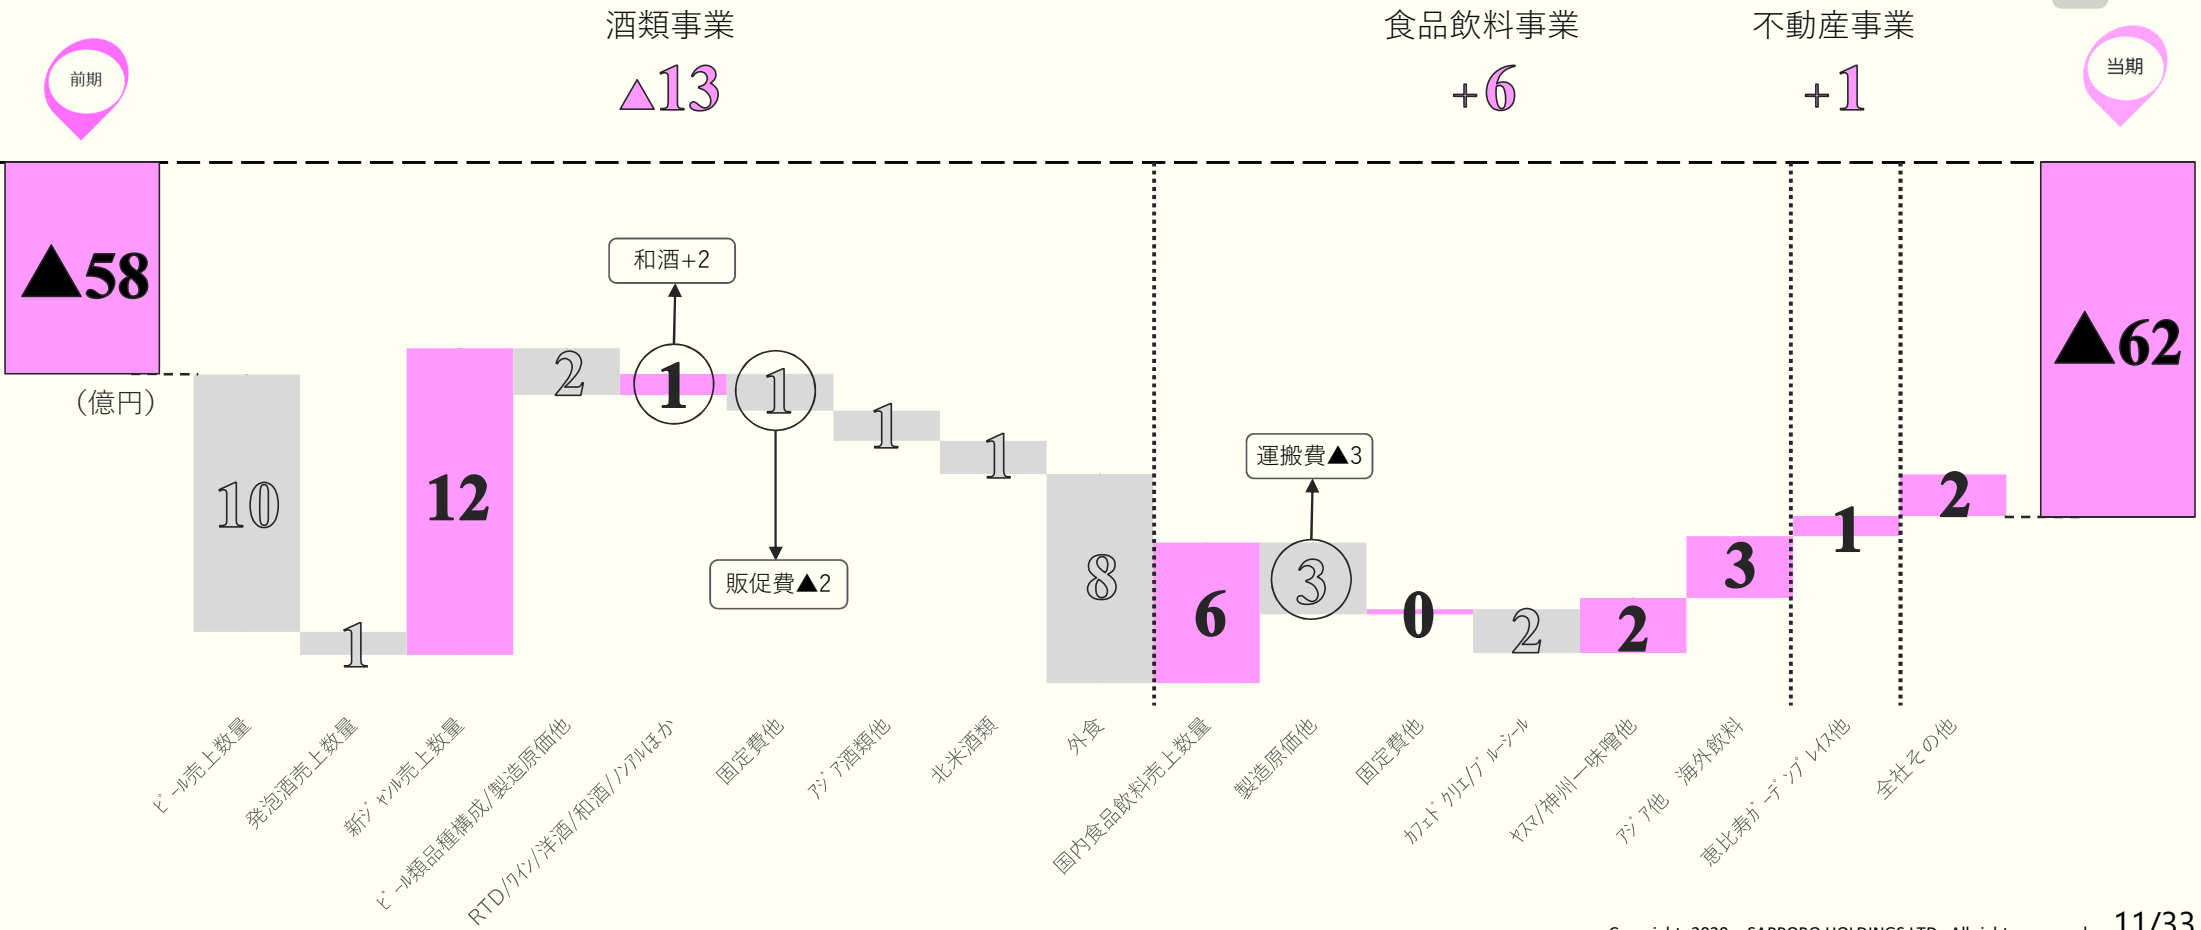 酒類事業
食品飲料事業
不動産事業
前期
▲13
+6
+1
当期
▲58
▲62
(億円)
和酒+2
販促費▲2
運搬費▲3
10
1
12
2
1
1
1
1
8
6
3
0
2
2
3
1
2
ﾋﾞｰﾙ売上数量
発泡酒売上数量
新ｼﾞｬﾝﾙ売上数量
ﾋﾞｰﾙ類品種構成/製造原価他
RTD/ﾜｲﾝ/洋酒/和酒/ﾉﾝｱﾙほか
固定費他
ｱｼﾞｱ酒類他
北米酒類
外食
国内食品飲料売上数量
製造原価他
固定費他
ｶﾌｪﾄﾞｸﾘｴ/ﾌﾞﾙｰｼｰﾙ
ﾔｽﾏ/神州一味噌他
ｱｼﾞｱ他 海外飲料
恵比寿ｶﾞｰﾃﾞﾝﾌﾟﾚｲｽ他
全社その他
11/33